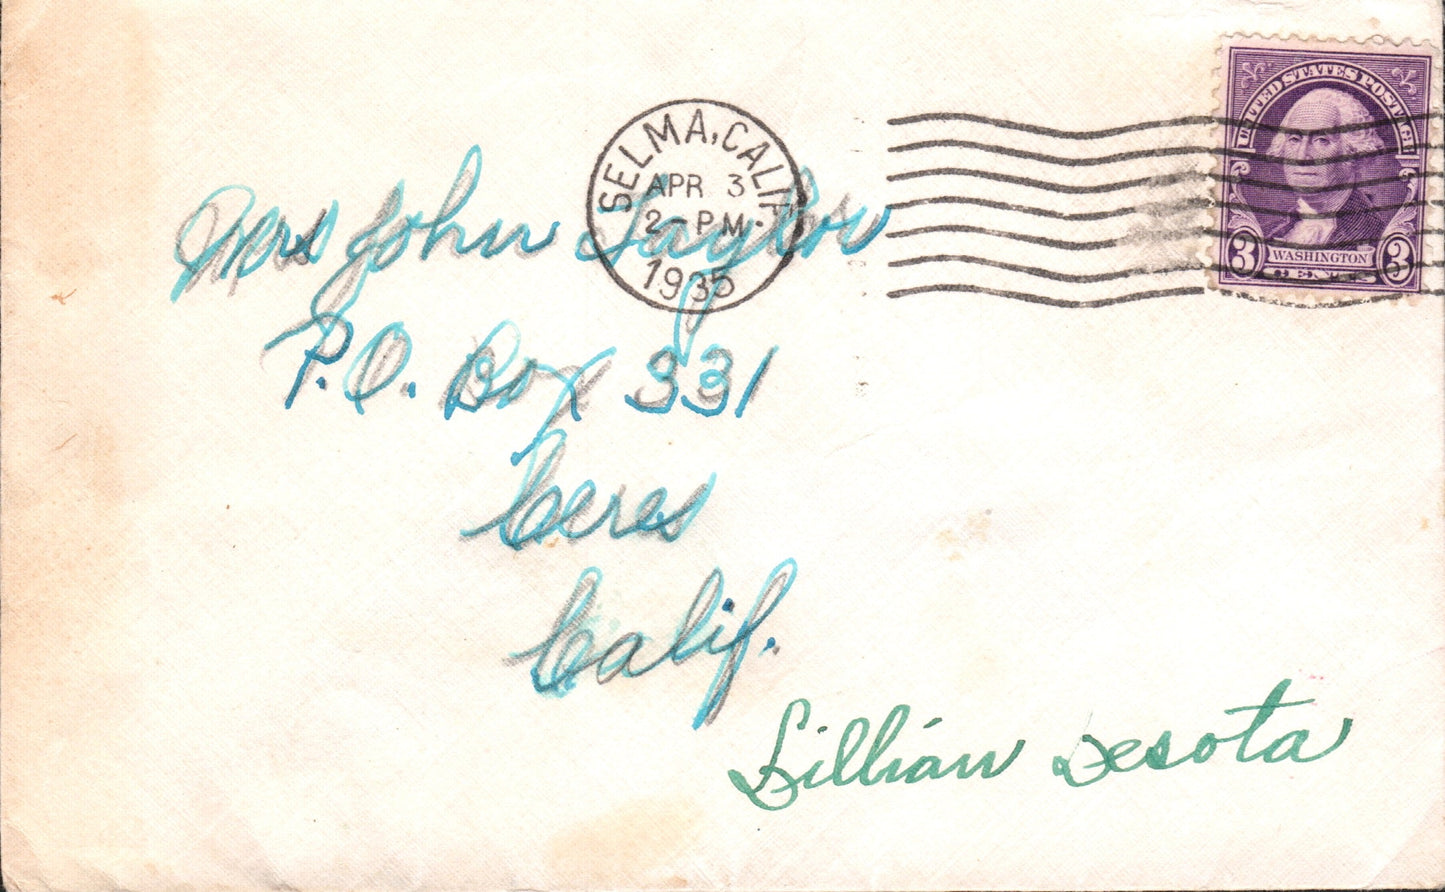 SELMA, CALIF.
APR 3
2-PM.
1935
UNITED STATES POSTAGE
3 WASHINGTON 3
CENTS
Mrs John Taylor
P.O. Box 331
Ceres
Calif.
Lillian Desota